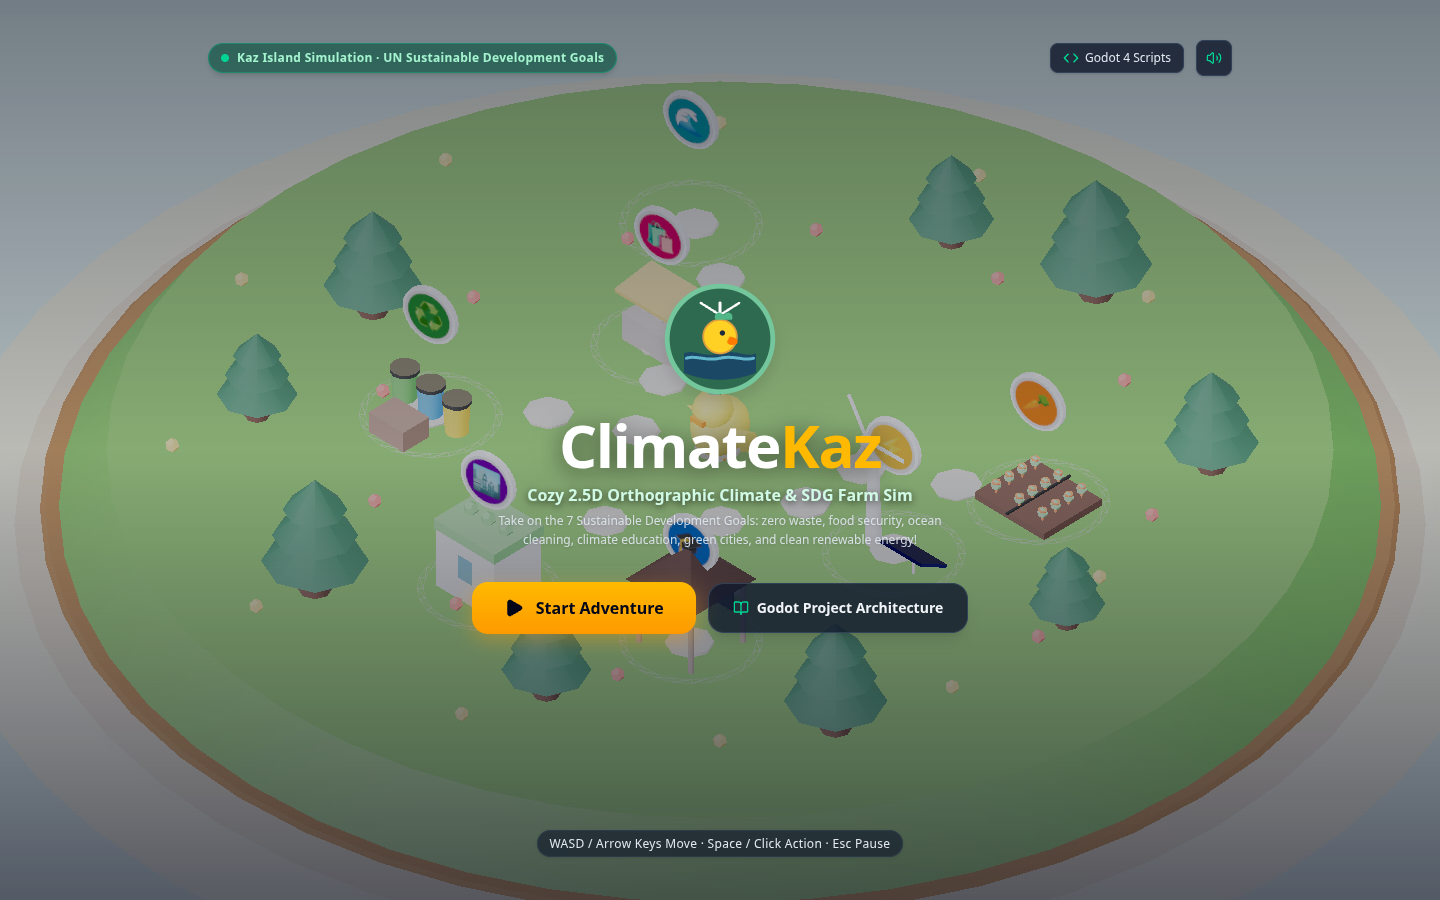 Kaz Island Simulation · UN Sustainable Development Goals
Godot 4 Scripts
ClimateKaz
Cozy 2.5D Orthographic Climate & SDG Farm Sim
Take on the 7 Sustainable Development Goals: zero waste, food security, ocean
cleaning, climate education, green cities, and clean renewable energy!
Start Adventure
Godot Project Architecture
WASD / Arrow Keys Move · Space / Click Action · Esc Pause